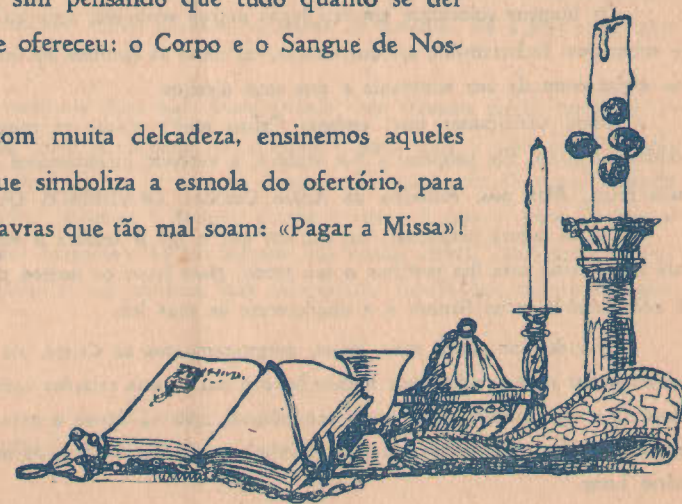 sim pensando que tudo quanto se der
e ofereceu: o Corpo e o Sangue de Nos-
om muita delcadeza, ensinemos aqueles
ue simboliza a esmola do ofertório, para
avras que tão mal soam: «Pagar a Missa»!